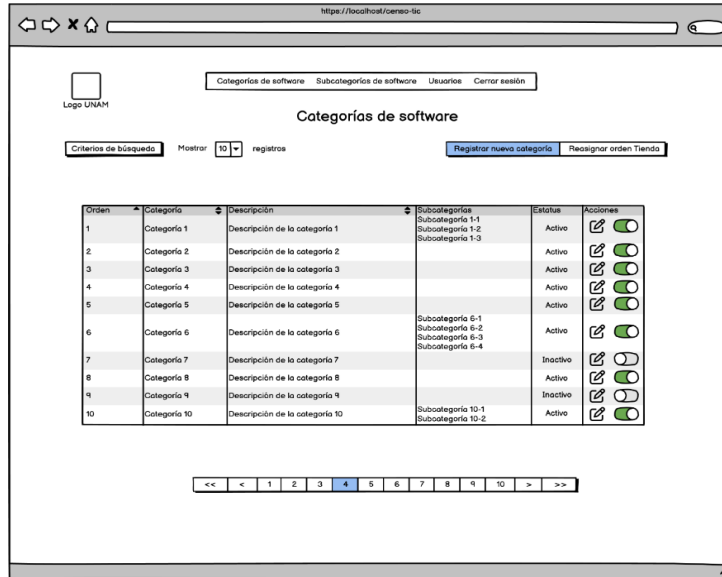 https://localhost/censo-tic
Categorías de software Subcategorías de software Usuarios Cerrar sesión
Logo UNAM
Categorías de software
Criterios de búsqueda Mostrar 10 registros Registrar nueva categoría Reasignar orden Tienda
Orden Categoría Descripción Subcategorías Estatus Acciones
1 Categoría 1 Descripción de la categoría 1 Subcategoría 1-1 Activo
Subcategoría 1-2
Subcategoría 1-3
2 Categoría 2 Descripción de la categoría 2 Activo
3 Categoría 3 Descripción de la categoría 3 Activo
4 Categoría 4 Descripción de la categoría 4 Activo
5 Categoría 5 Descripción de la categoría 5 Activo
6 Categoría 6 Descripción de la categoría 6 Subcategoría 6-1 Activo
Subcategoría 6-2
Subcategoría 6-3
Subcategoría 6-4
7 Categoría 7 Descripción de la categoría 7 Inactivo
8 Categoría 8 Descripción de la categoría 8 Activo
9 Categoría 9 Descripción de la categoría 9 Inactivo
10 Categoría 10 Descripción de la categoría 10 Subcategoría 10-1 Activo
Subcategoría 10-2
<< < 1 2 3 4 5 6 7 8 9 10 > >>